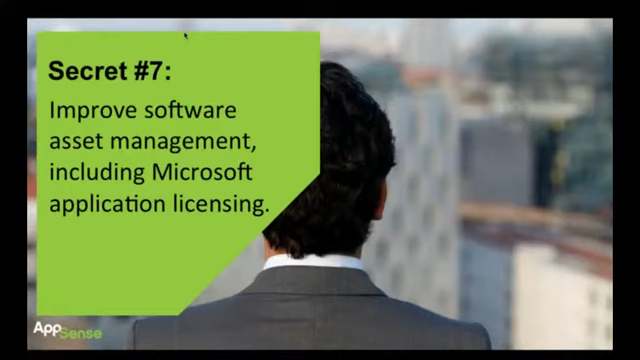 Secret #7:
Improve software
asset management,
including Microsoft
application licensing.
AppSense